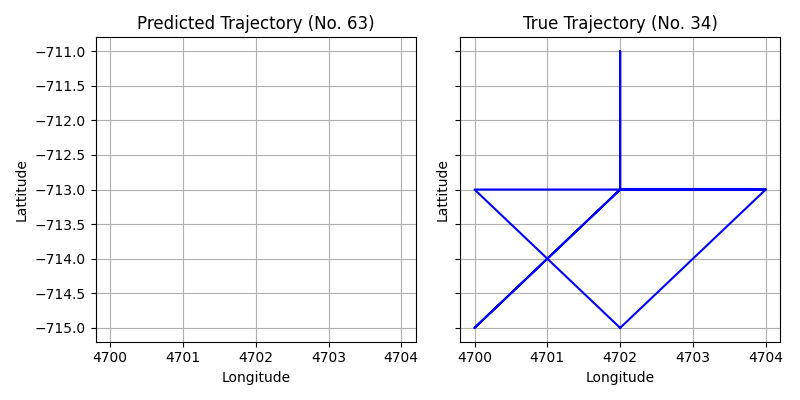 Predicted Trajectory (No. 63)
True Trajectory (No. 34)
−711.0
−711.5
−712.0
−712.5
−713.0
−713.5
−714.0
−714.5
−715.0
Lattitude
Lattitude
4700 4701 4702 4703 4704
4700 4701 4702 4703 4704
Longitude
Longitude